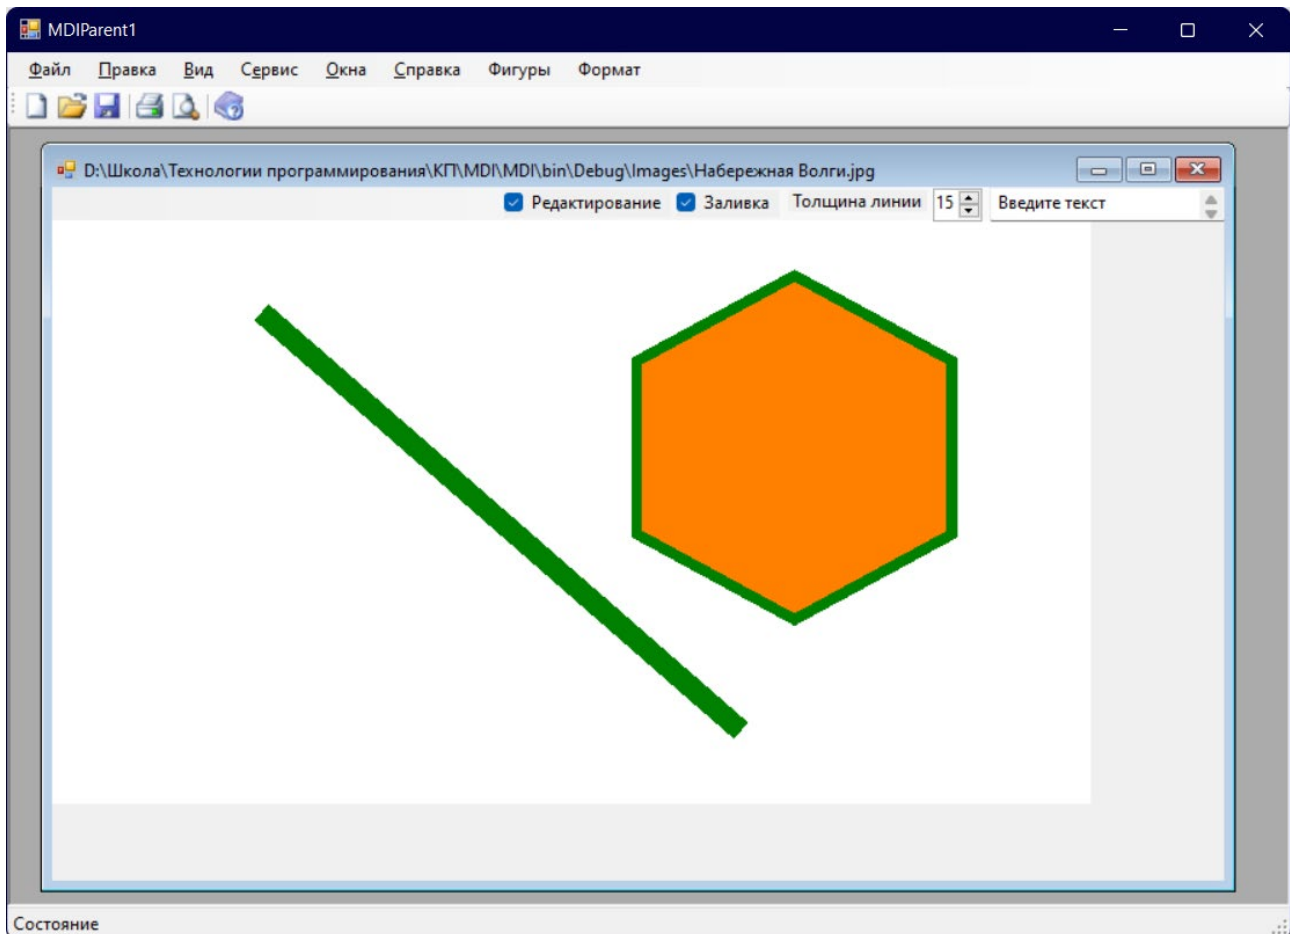 MDIParent1
Файл Правка Вид Сервис Окна Справка Фигуры Формат
D:\Школа\Технологии программирования\КП\MDI\MDI\bin\Debug\Images\Набережная Волги.jpg
Редактирование Заливка Толщина линии 15 Введите текст
Состояние